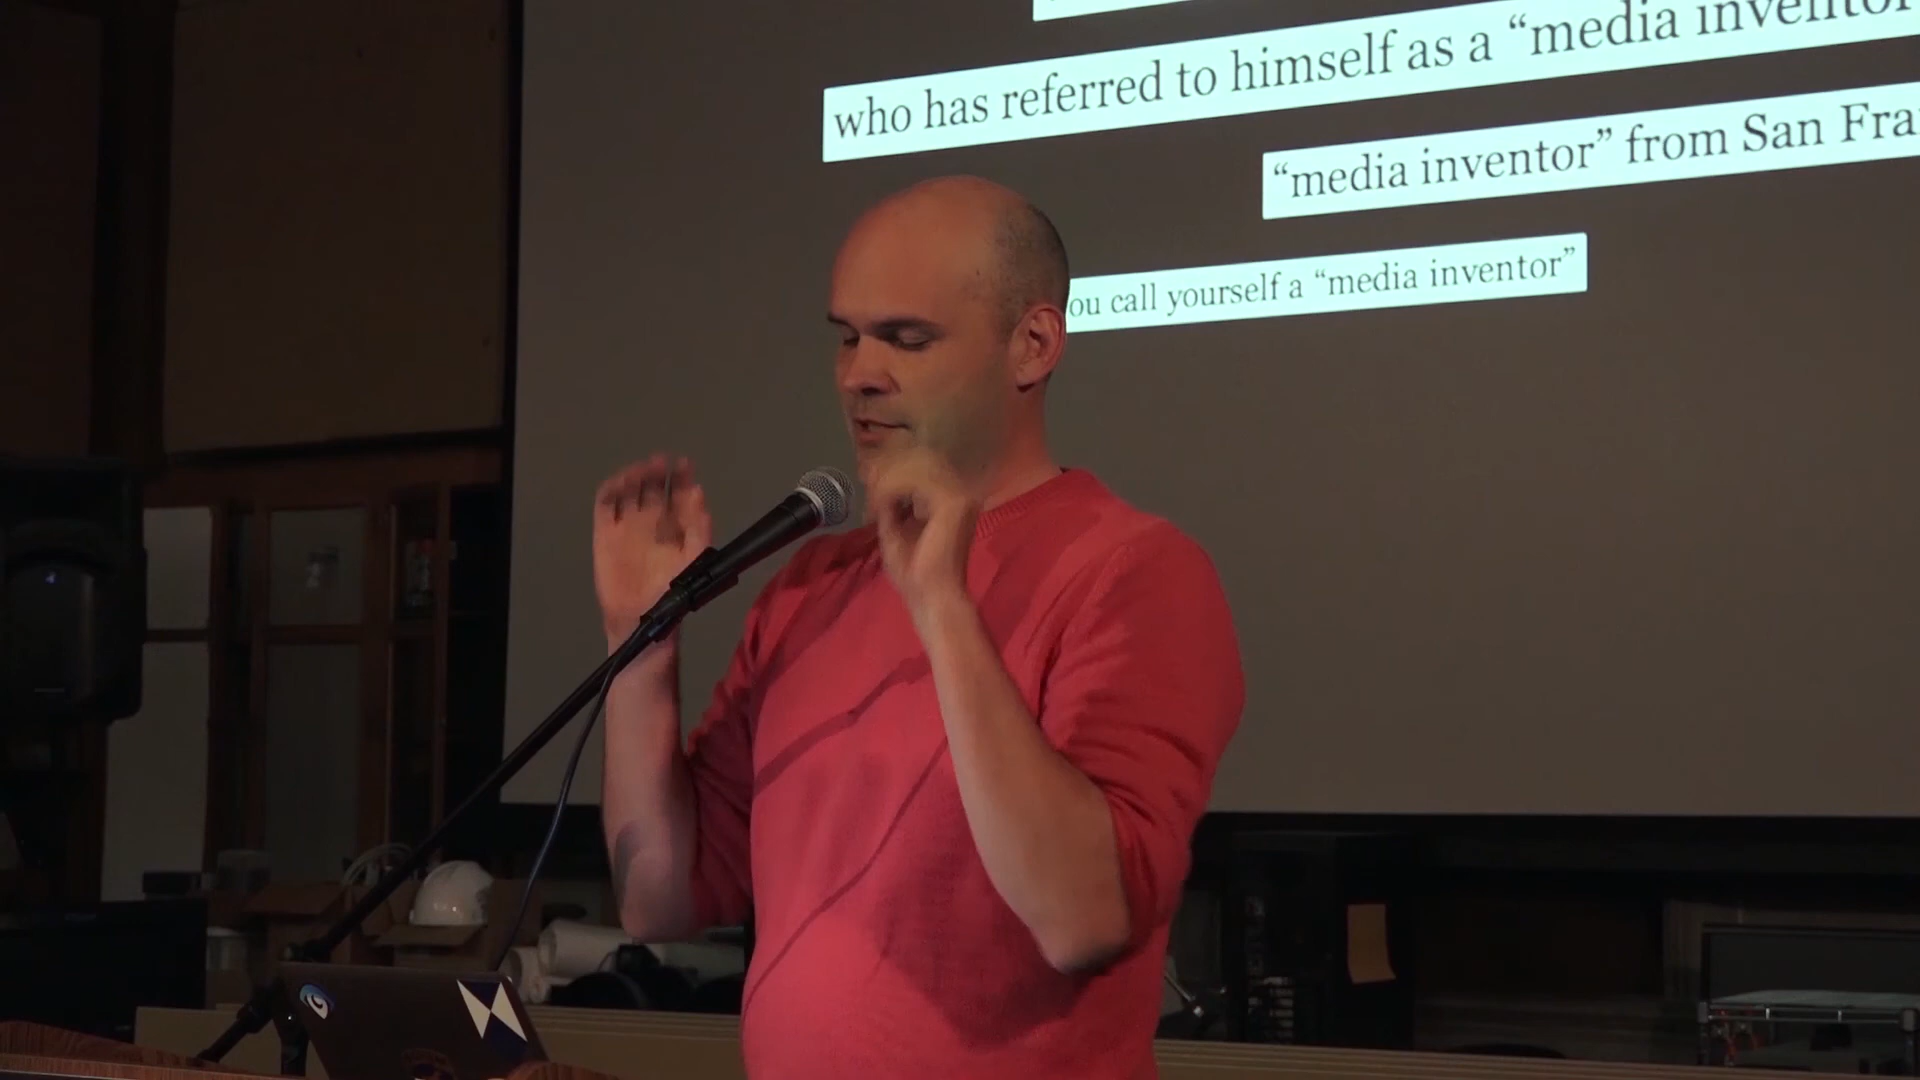 who has referred to himself as a “media inventor
“media inventor” from San Fra
ou call yourself a “media inventor”